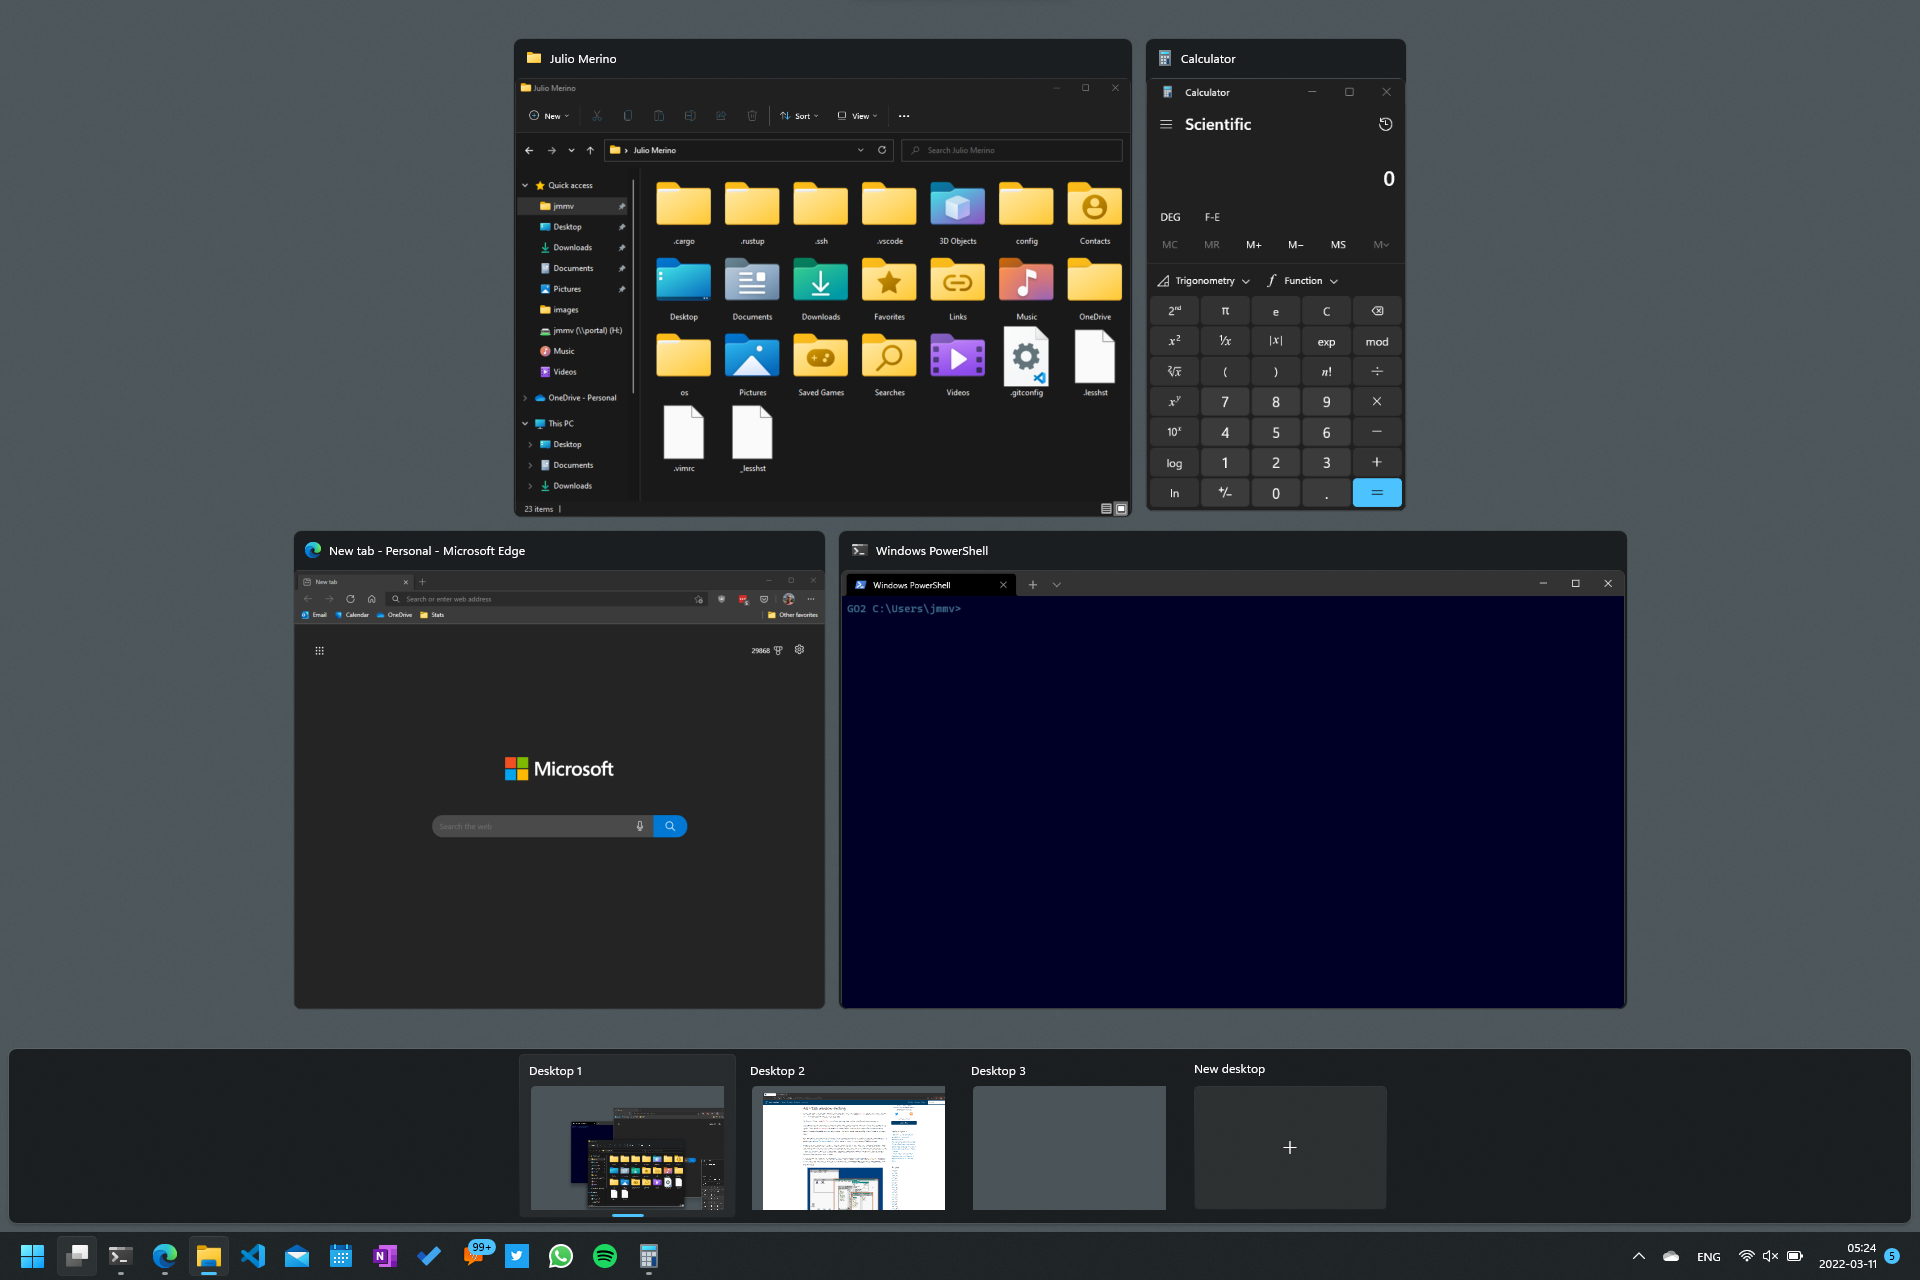 Julio Merino
Julio Merino
New
Sort
View
Julio Merino
Search Julio Merino
Quick access
jmmv
Desktop
Downloads
Documents
Pictures
images
jmmv (\\portal) (H:)
Music
Videos
OneDrive - Personal
This PC
Desktop
Documents
Downloads
.cargo
.rustup
.ssh
.vscode
3D Objects
config
Contacts
Desktop
Documents
Downloads
Favorites
Links
Music
OneDrive
os
Pictures
Saved Games
Searches
Videos
.gitconfig
.lesshst
.vimrc
_lesshst
23 items
Calculator
Calculator
Scientific
0
DEG F-E
MC MR M+ M− MS M˅
Trigonometry Function
2ⁿᵈ π e C
x² ¹/x |x| exp mod
²√x ( ) n! ÷
xʸ 7 8 9 ×
10ˣ 4 5 6 −
log 1 2 3 +
ln +/− 0 . =
New tab - Personal - Microsoft Edge
New tab
Search or enter web address
Email Calendar OneDrive Stats Other favorites
29868
Microsoft
Search the web
Windows PowerShell
Windows PowerShell
GO2 C:\Users\jmmv>
Desktop 1
Desktop 2
Desktop 3
New desktop
99+
ENG
05:24
2022-03-11
5